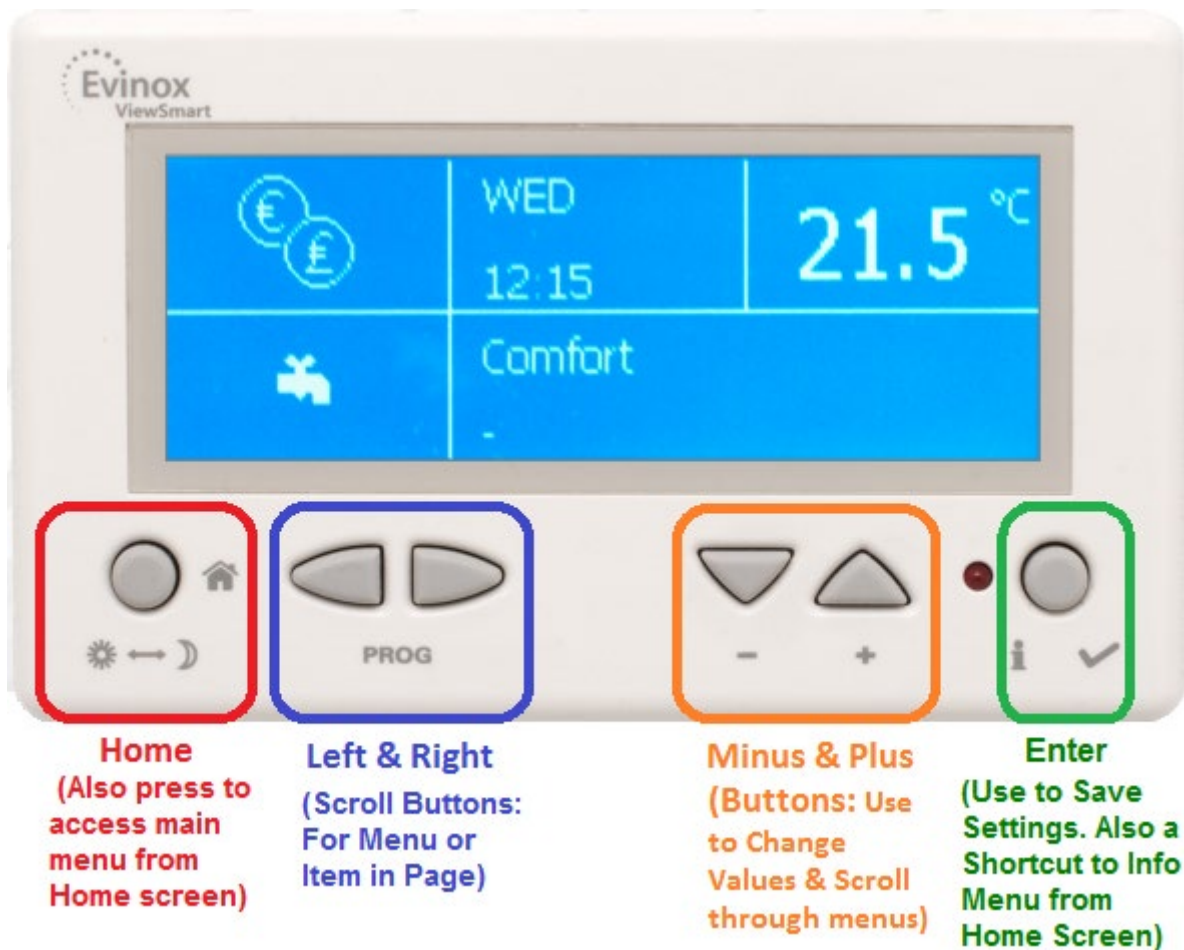 Evinox
ViewSmart
€
£
WED
12:15
21.5 °C
Comfort
-
PROG
- +
i
Home
(Also press to
access main
menu from
Home screen)
Left & Right
(Scroll Buttons:
For Menu or
Item in Page)
Minus & Plus
(Buttons: Use
to Change
Values & Scroll
through menus)
Enter
(Use to Save
Settings. Also a
Shortcut to Info
Menu from
Home Screen)